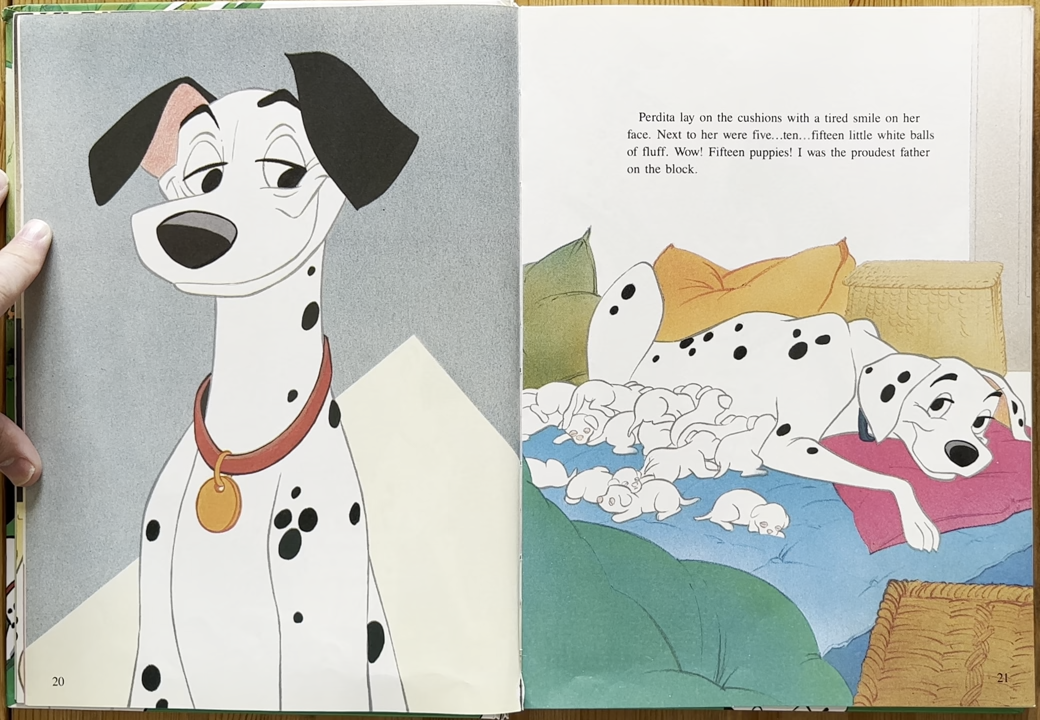 Perdita lay on the cushions with a tired smile on her
face. Next to her were five...ten...fifteen little white balls
of fluff. Wow! Fifteen puppies! I was the proudest father
on the block.
20
21